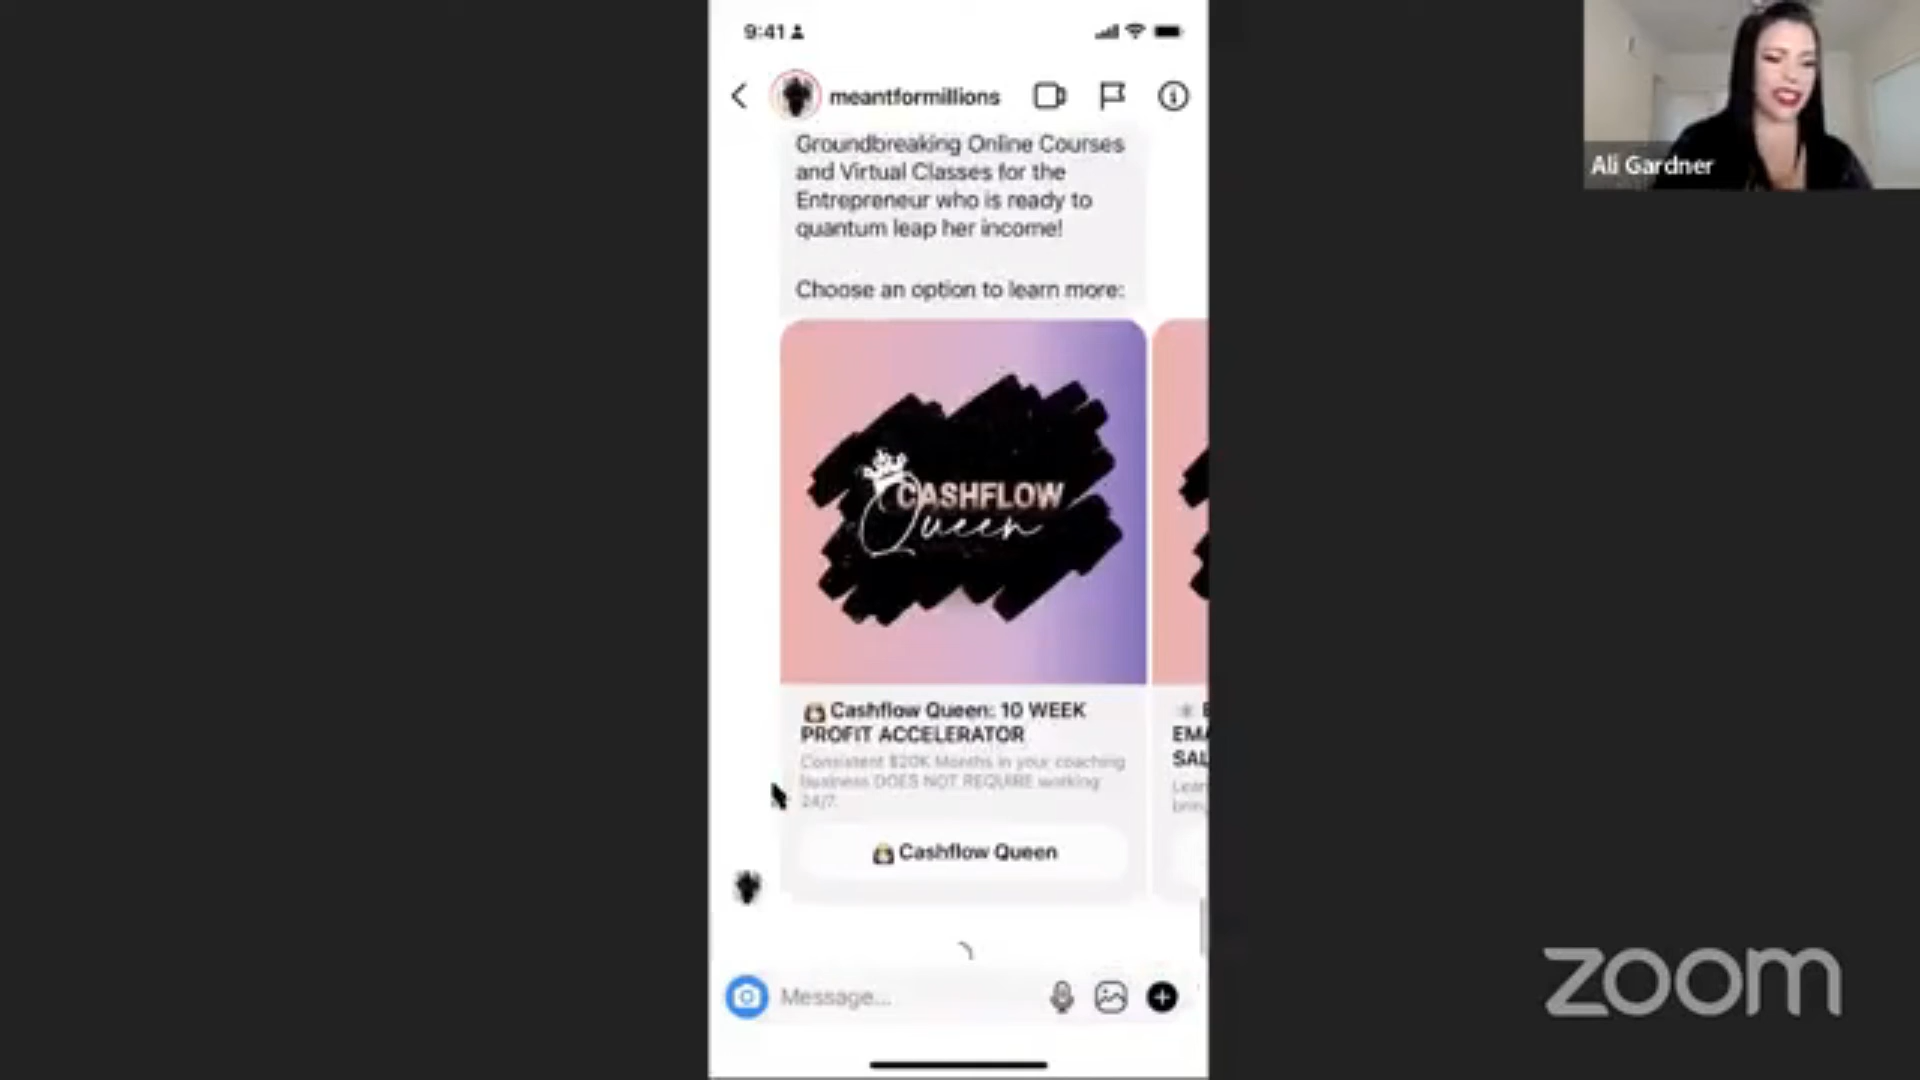 9:41
meantformillions
Ali Gardner
Groundbreaking Online Courses
and Virtual Classes for the
Entrepreneur who is ready to
quantum leap her income!
Choose an option to learn more:
CASHFLOW
Queen
Cashflow Queen: 10 WEEK
PROFIT ACCELERATOR
Consistent $20K Months in your coaching
business DOES NOT REQUIRE working
24/7.
Cashflow Queen
Message...
zoom